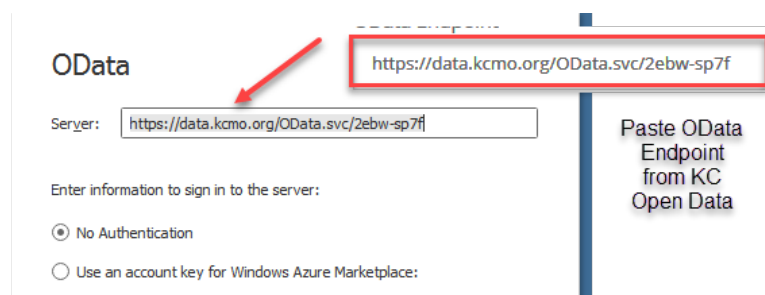 OData Endpoint
OData
https://data.kcmo.org/OData.svc/2ebw-sp7f
Server:
https://data.kcmo.org/OData.svc/2ebw-sp7f
Paste OData
Endpoint
from KC
Open Data
Enter information to sign in to the server:
No Authentication
Use an account key for Windows Azure Marketplace: